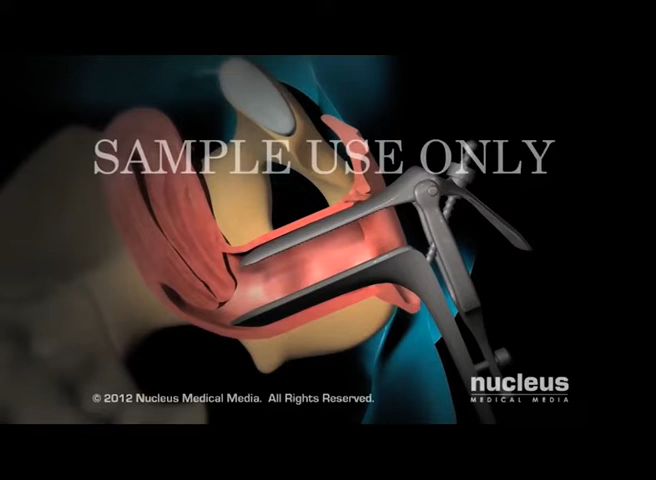 SAMPLE USE ONLY
nucleus
MEDICAL MEDIA
© 2012 Nucleus Medical Media. All Rights Reserved.